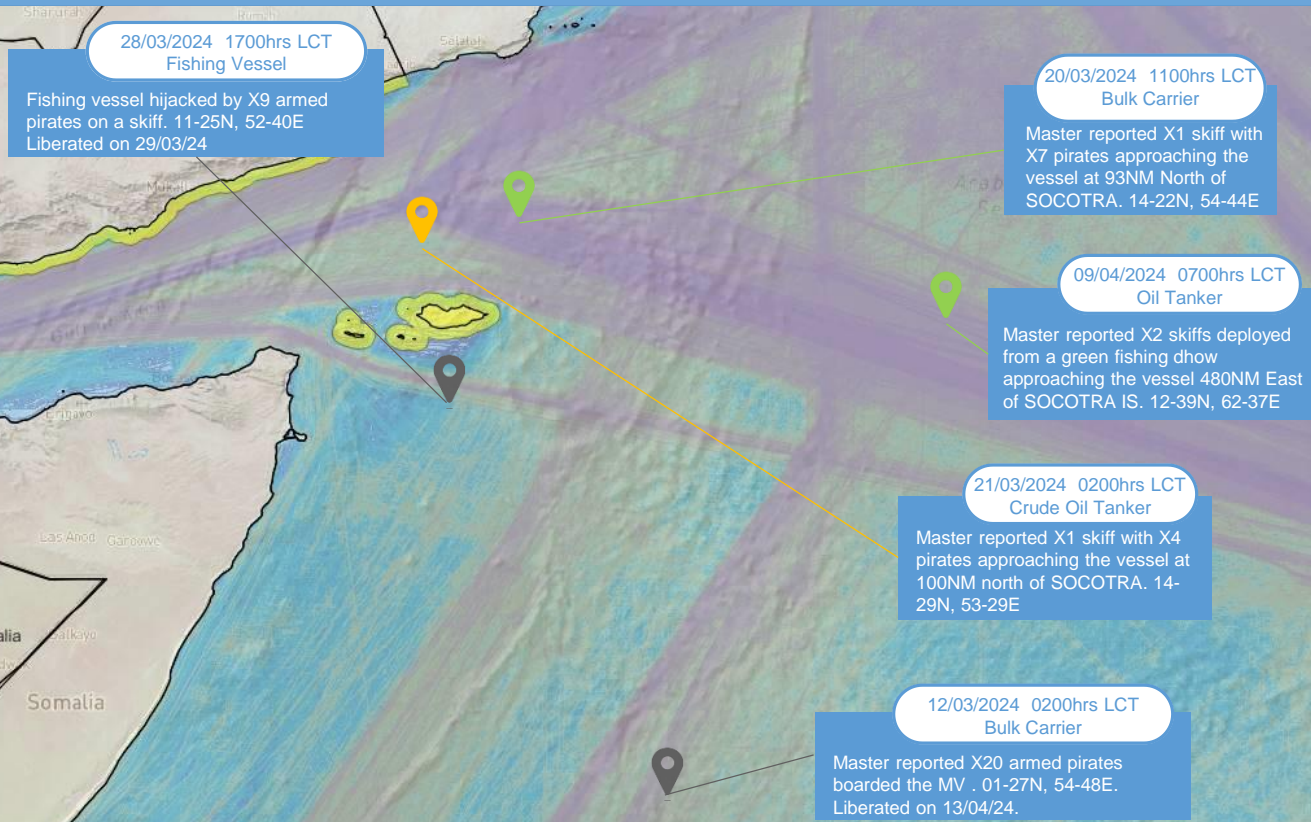 Sharurah
Rumah
Salalah
28/03/2024 1700hrs LCT
Fishing Vessel
Fishing vessel hijacked by X9 armed
pirates on a skiff. 11-25N, 52-40E
Liberated on 29/03/24
20/03/2024 1100hrs LCT
Bulk Carrier
Master reported X1 skiff with
X7 pirates approaching the
vessel at 93NM North of
SOCOTRA. 14-22N, 54-44E
Mukalla
Gulf of Aden
09/04/2024 0700hrs LCT
Oil Tanker
Master reported X2 skiffs deployed
from a green fishing dhow
approaching the vessel 480NM East
of SOCOTRA IS. 12-39N, 62-37E
Erigavo
21/03/2024 0200hrs LCT
Crude Oil Tanker
Master reported X1 skiff with X4
pirates approaching the vessel at
100NM north of SOCOTRA. 14-
29N, 53-29E
Las Anod
Garoowe
Galkayo
Somalia
12/03/2024 0200hrs LCT
Bulk Carrier
Master reported X20 armed pirates
boarded the MV . 01-27N, 54-48E.
Liberated on 13/04/24.